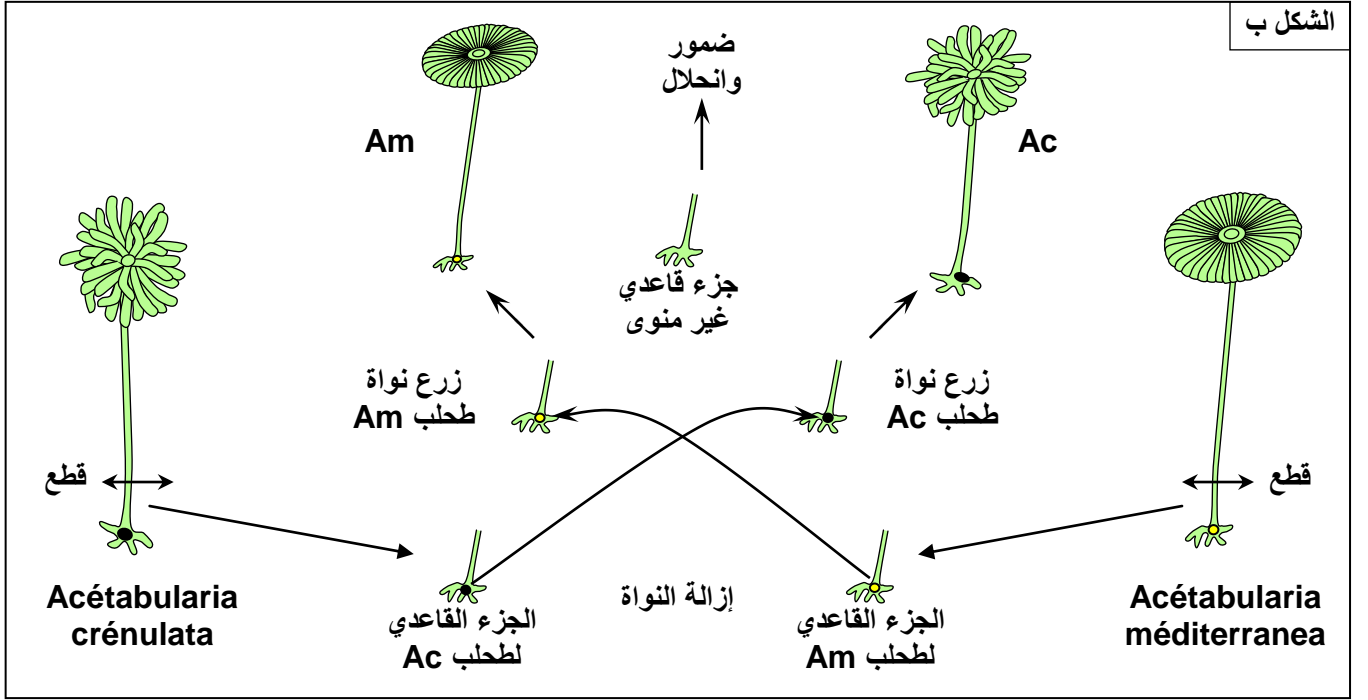 الشكل ب
ضمور
وانحلال
Am
Ac
جزء قاعدي
غير منوى
زرع نواة
طحلب Am
زرع نواة
طحلب Ac
قطع
قطع
إزالة النواة
Acétabularia
crénulata
الجزء القاعدي
لطحلب Ac
الجزء القاعدي
لطحلب Am
Acétabularia
méditerranea